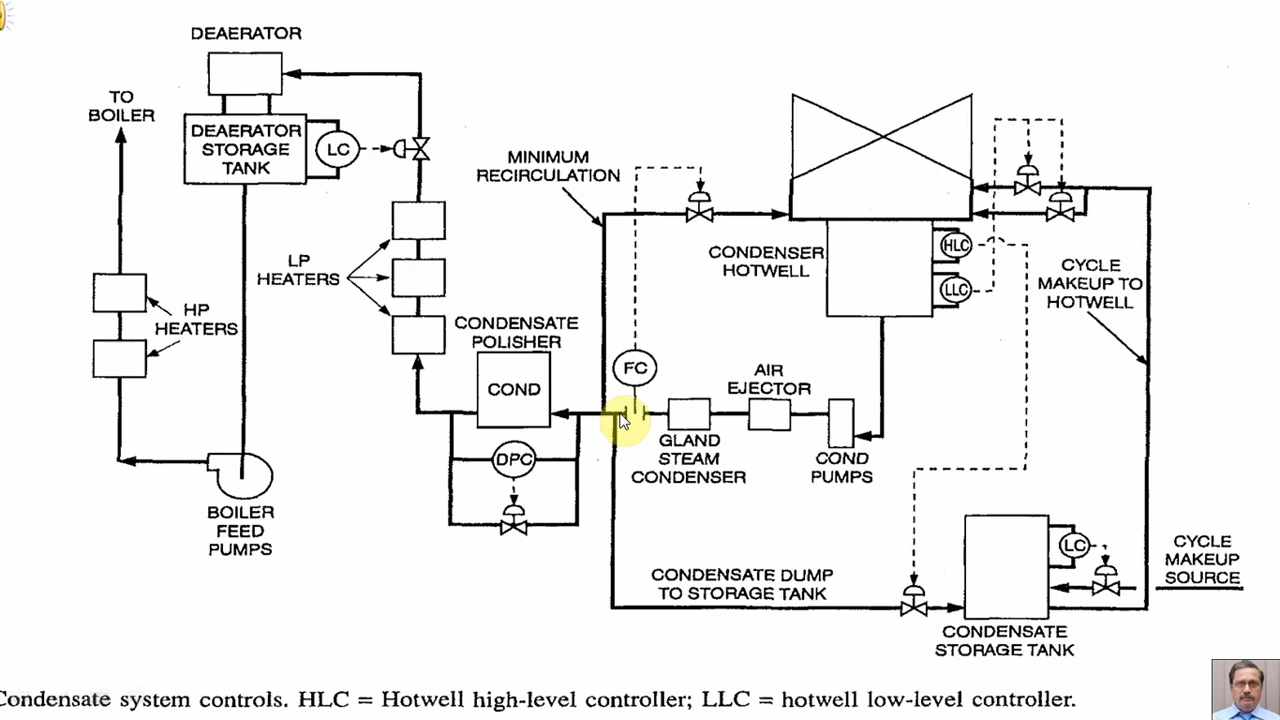 DEAERATOR
TO
BOILER
DEAERATOR
STORAGE
TANK
LC
MINIMUM
RECIRCULATION
LP
HEATERS
CONDENSER
HOTWELL
HLC
LLC
CYCLE
MAKEUP TO
HOTWELL
HP
HEATERS
CONDENSATE
POLISHER
COND
FC
AIR
EJECTOR
GLAND
STEAM
CONDENSER
COND
PUMPS
DPC
BOILER
FEED
PUMPS
CONDENSATE DUMP
TO STORAGE TANK
LC
CYCLE
MAKEUP
SOURCE
CONDENSATE
STORAGE TANK
Condensate system controls. HLC = Hotwell high-level controller; LLC = hotwell low-level controller.